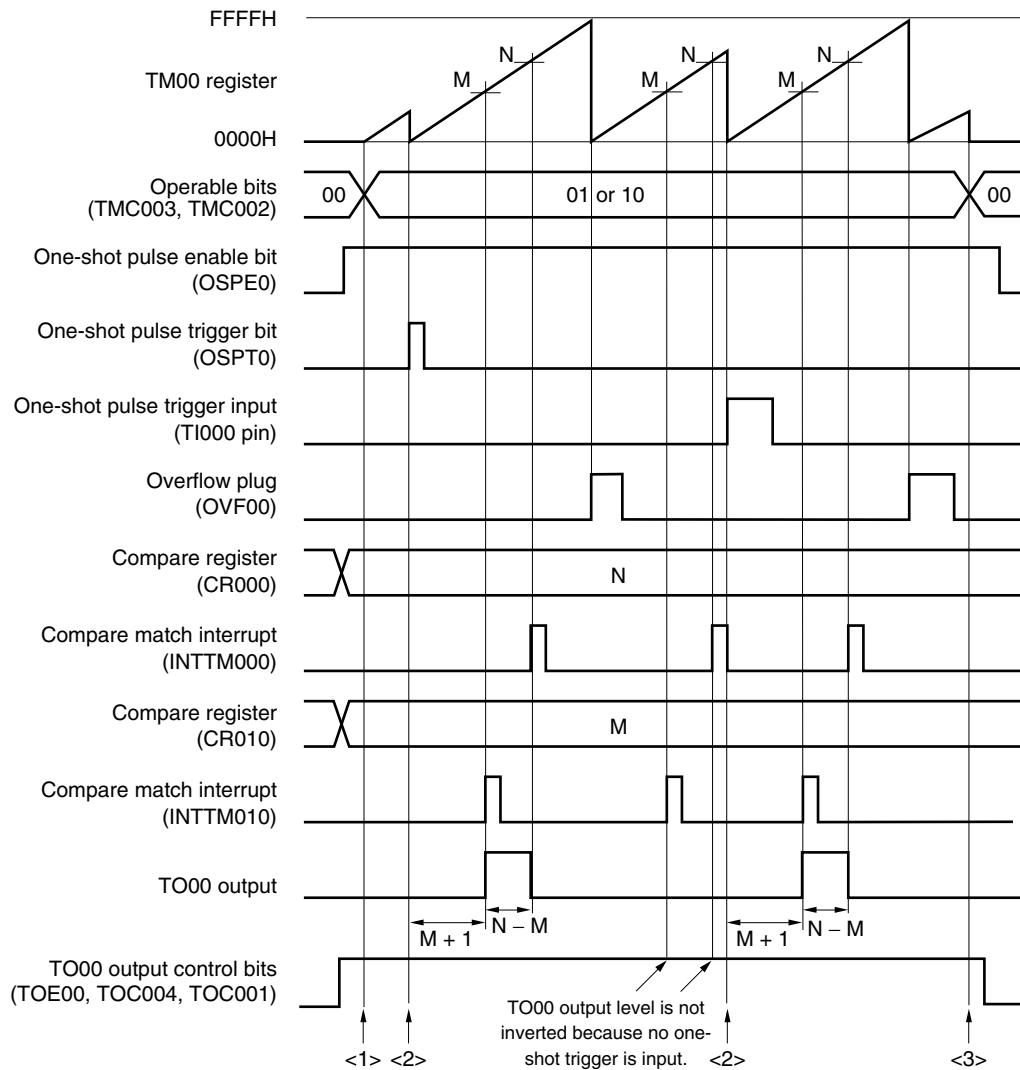 FFFFH
N
N
N
TM00 register
M
M
M
0000H
Operable bits
(TMC003, TMC002)
00
01 or 10
00
One-shot pulse enable bit
(OSPE0)
One-shot pulse trigger bit
(OSPT0)
One-shot pulse trigger input
(TI000 pin)
Overflow plug
(OVF00)
Compare register
(CR000)
N
Compare match interrupt
(INTTM000)
Compare register
(CR010)
M
Compare match interrupt
(INTTM010)
TO00 output
M + 1
N – M
M + 1
N – M
TO00 output control bits
(TOE00, TOC004, TOC001)
TO00 output level is not
inverted because no one-
shot trigger is input.
<1>
<2>
<2>
<3>